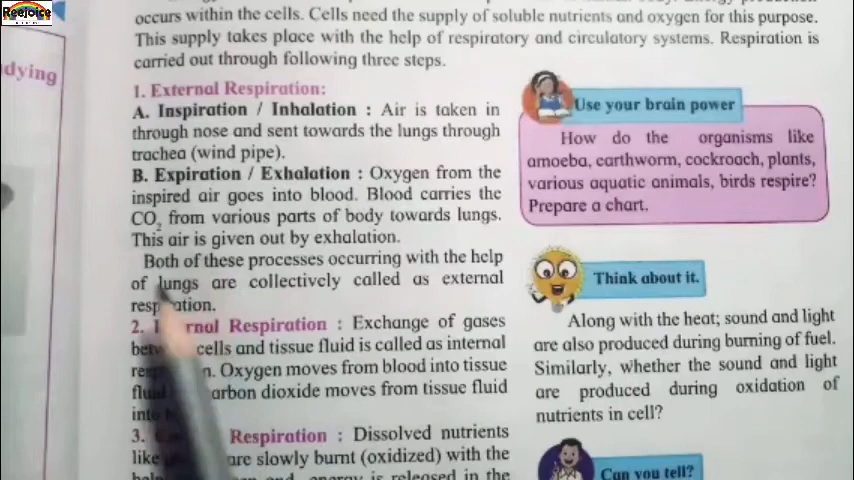 Reejoice
dying
occurs within the cells. Cells need the supply of soluble nutrients and oxygen for this purpose.
This supply takes place with the help of respiratory and circulatory systems. Respiration is
carried out through following three steps.
1. External Respiration:
A. Inspiration / Inhalation : Air is taken in
through nose and sent towards the lungs through
trachea (wind pipe).
B. Expiration / Exhalation : Oxygen from the
inspired air goes into blood. Blood carries the
CO₂ from various parts of body towards lungs.
This air is given out by exhalation.
Both of these processes occurring with the help
of lungs are collectively called as external
respiration.
2. rnal Respiration : Exchange of gases
cells and tissue fluid is called as internal
Oxygen moves from blood into tissue
arbon dioxide moves from tissue fluid
into
3. Respiration : Dissolved nutrients
like are slowly burnt (oxidized) with the
energy is released in the
Use your brain power
How do the organisms like
amoeba, earthworm, cockroach, plants,
various aquatic animals, birds respire?
Prepare a chart.
Think about it.
Along with the heat; sound and light
are also produced during burning of fuel.
Similarly, whether the sound and light
are produced during oxidation of
nutrients in cell?
Can you tell?